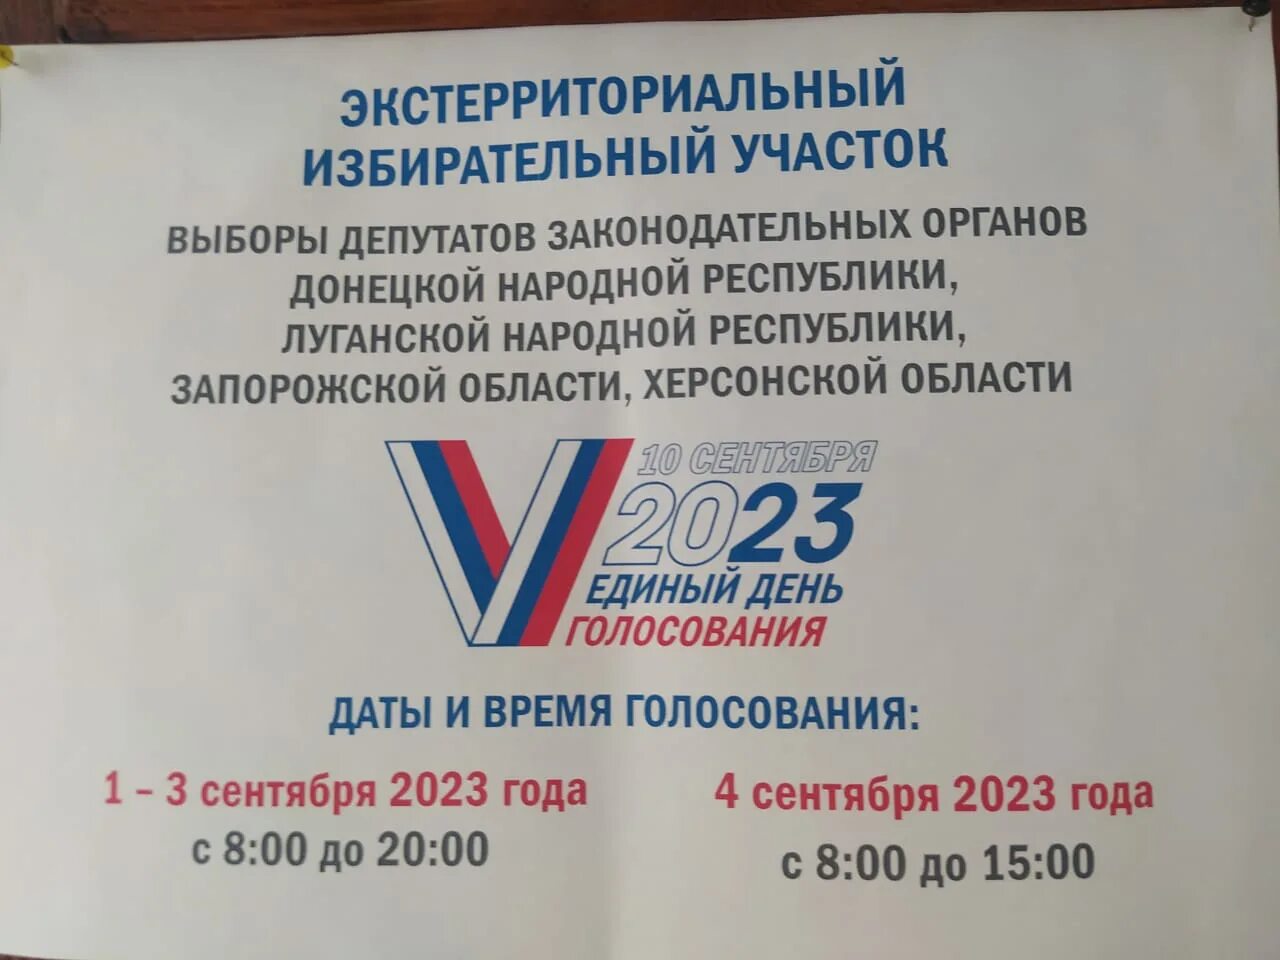 ЭКСТЕРРИТОРИАЛЬНЫЙ
ИЗБИРАТЕЛЬНЫЙ УЧАСТОК
ВЫБОРЫ ДЕПУТАТОВ ЗАКОНОДАТЕЛЬНЫХ ОРГАНОВ
ДОНЕЦКОЙ НАРОДНОЙ РЕСПУБЛИКИ,
ЛУГАНСКОЙ НАРОДНОЙ РЕСПУБЛИКИ,
ЗАПОРОЖСКОЙ ОБЛАСТИ, ХЕРСОНСКОЙ ОБЛАСТИ
V 10 СЕНТЯБРЯ
2023
ЕДИНЫЙ ДЕНЬ
ГОЛОСОВАНИЯ
ДАТЫ И ВРЕМЯ ГОЛОСОВАНИЯ:
1 – 3 сентября 2023 года
с 8:00 до 20:00
4 сентября 2023 года
с 8:00 до 15:00